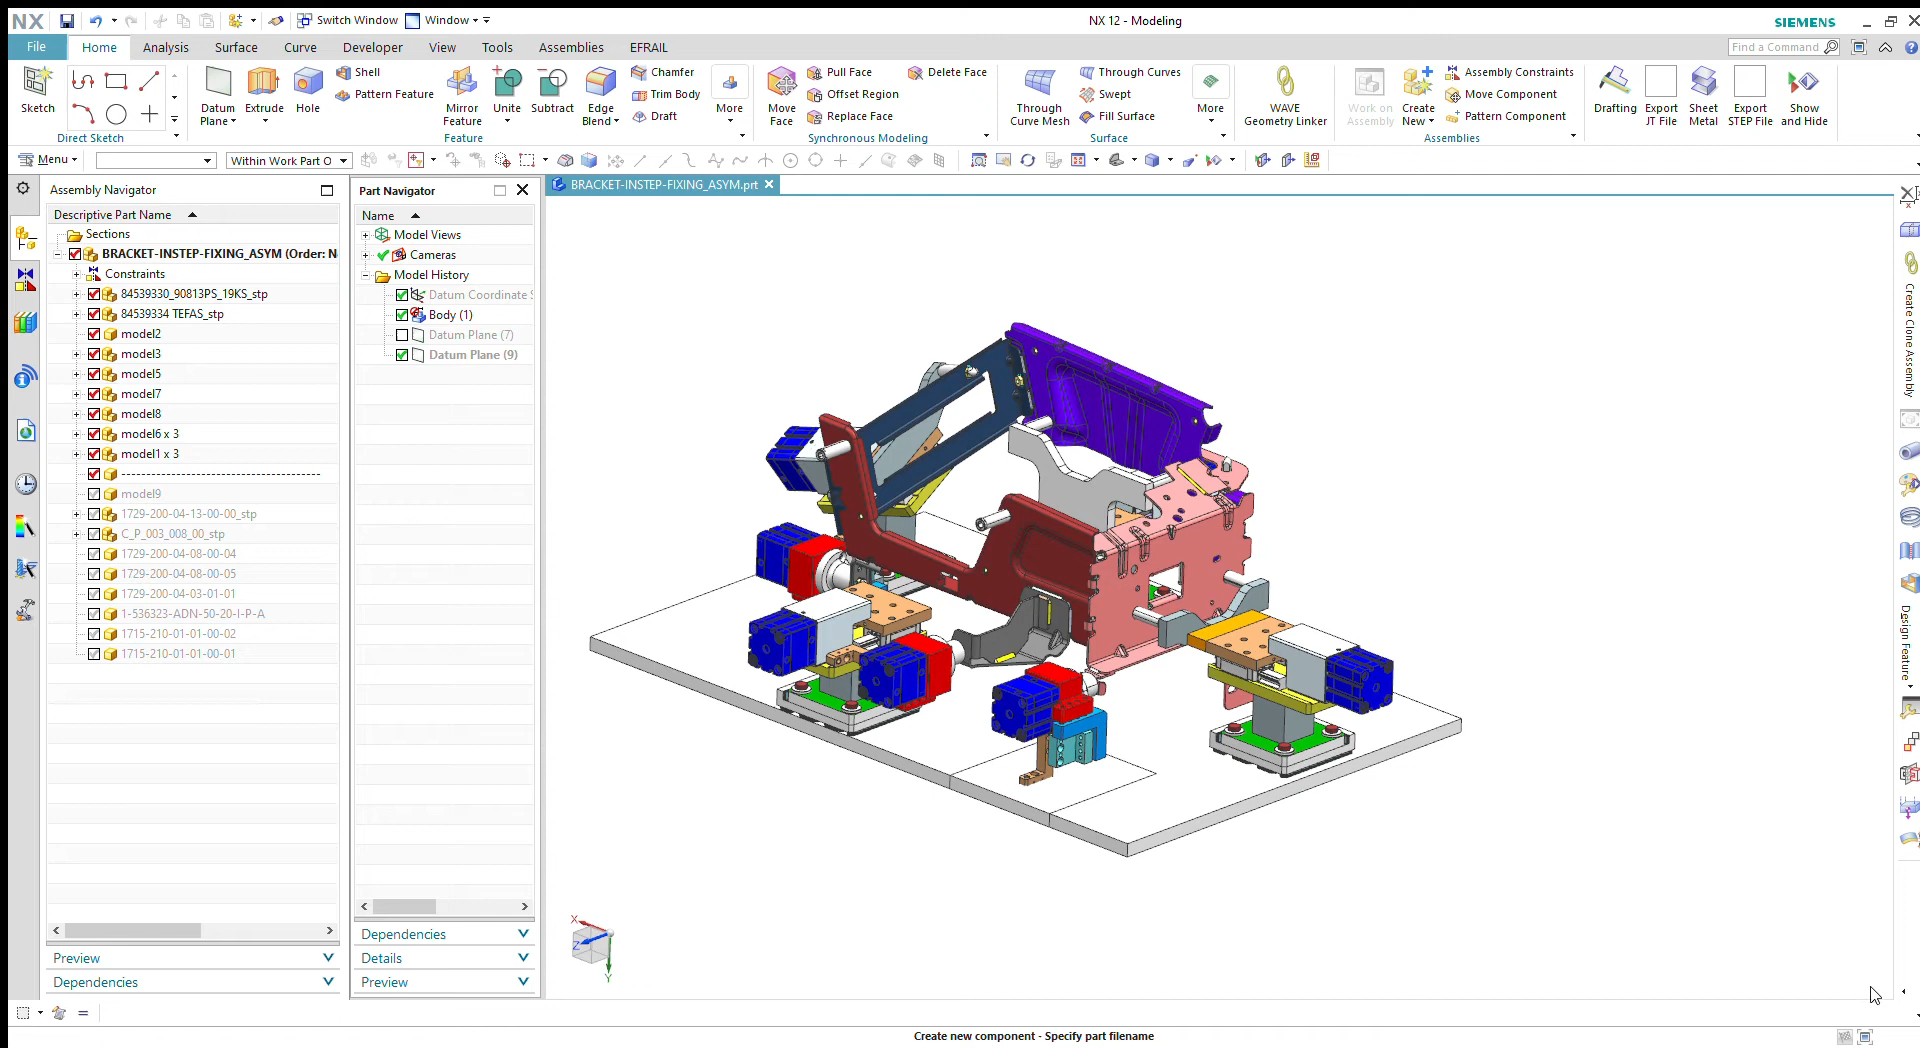 NX
Switch Window
Window
NX 12 - Modeling
SIEMENS
File
Home
Analysis
Surface
Curve
Developer
View
Tools
Assemblies
EFRAIL
Find a Command
Sketch
Direct Sketch
Datum Plane
Extrude
Hole
Shell
Pattern Feature
Mirror Feature
Unite
Subtract
Edge Blend
Chamfer
Trim Body
Draft
More
Feature
Move Face
Pull Face
Offset Region
Replace Face
Delete Face
Synchronous Modeling
Through Curve Mesh
Through Curves
Swept
Fill Surface
More
Surface
WAVE Geometry Linker
Work on Assembly
Create New
Assembly Constraints
Move Component
Pattern Component
Assemblies
Drafting
Export JT File
Sheet Metal
Export STEP File
Show and Hide
Menu
Within Work Part O
Assembly Navigator
Descriptive Part Name
Sections
BRACKET-INSTEP-FIXING_ASYM (Order: N
Constraints
84539330_90813PS_19KS_stp
84539334 TEFAS_stp
model2
model3
model5
model7
model8
model6 x 3
model1 x 3
----------------------------------------
model9
1729-200-04-13-00-00_stp
C_P_003_008_00_stp
1729-200-04-08-00-04
1729-200-04-08-00-05
1729-200-04-03-01-01
1-536323-ADN-50-20-I-P-A
1715-210-01-01-00-02
1715-210-01-01-00-01
Preview
Dependencies
Part Navigator
Name
Model Views
Cameras
Model History
Datum Coordinate S
Body (1)
Datum Plane (7)
Datum Plane (9)
Dependencies
Details
Preview
BRACKET-INSTEP-FIXING_ASYM.prt
X
Z
Y
Create Clone Assembly
Design Feature
Create new component - Specify part filename